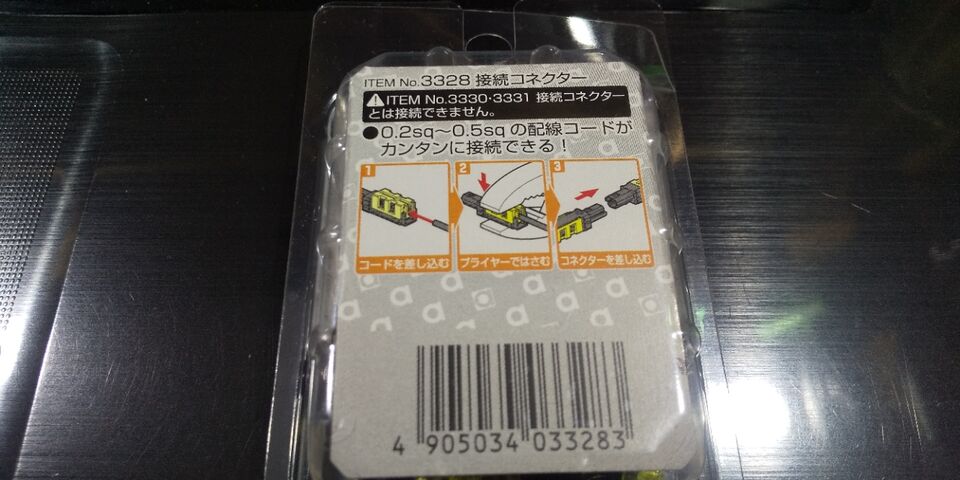 ITEM No.3328 接続コネクター
ITEM No.3330・3331 接続コネクター
とは接続できません。
●0.2sq～0.5sq の配線コードが
カンタンに接続できる！
1 2 3
コードを差し込む プライヤーではさむ コネクターを差し込む
4 905034 033283